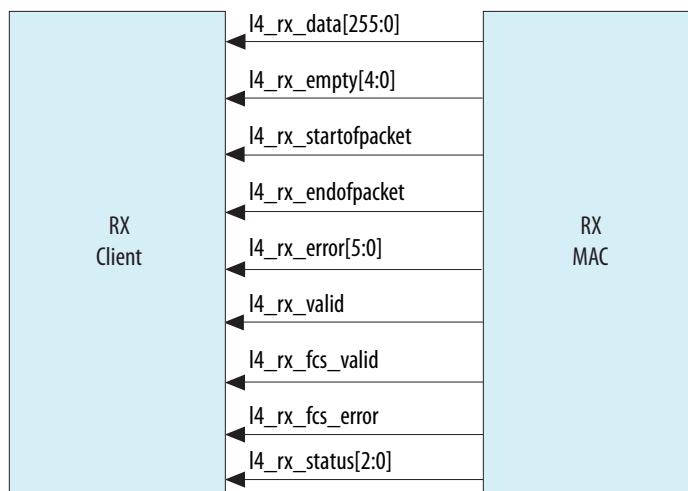 l4_rx_data[255:0]
l4_rx_empty[4:0]
l4_rx_startofpacket
l4_rx_endofpacket
RX
Client
RX
MAC
l4_rx_error[5:0]
l4_rx_valid
l4_rx_fcs_valid
l4_rx_fcs_error
l4_rx_status[2:0]